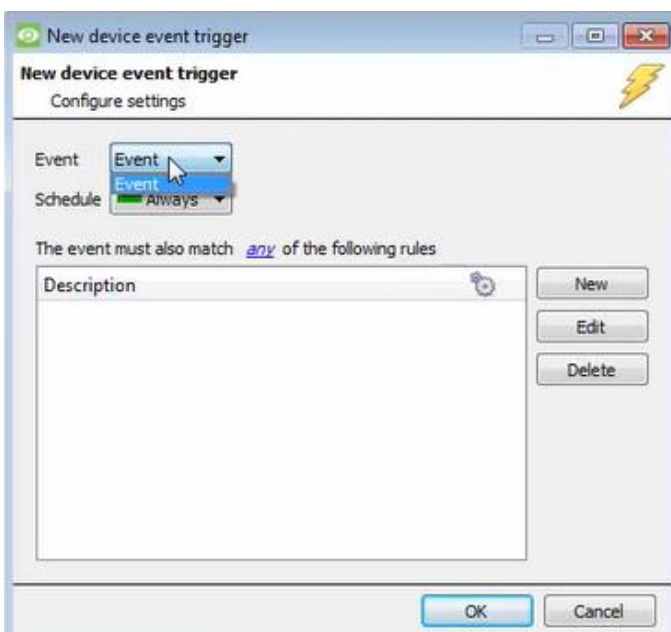 New device event trigger
New device event trigger
Configure settings
Event Event
Event
Schedule Always
The event must also match any of the following rules
Description New
Edit
Delete
OK Cancel